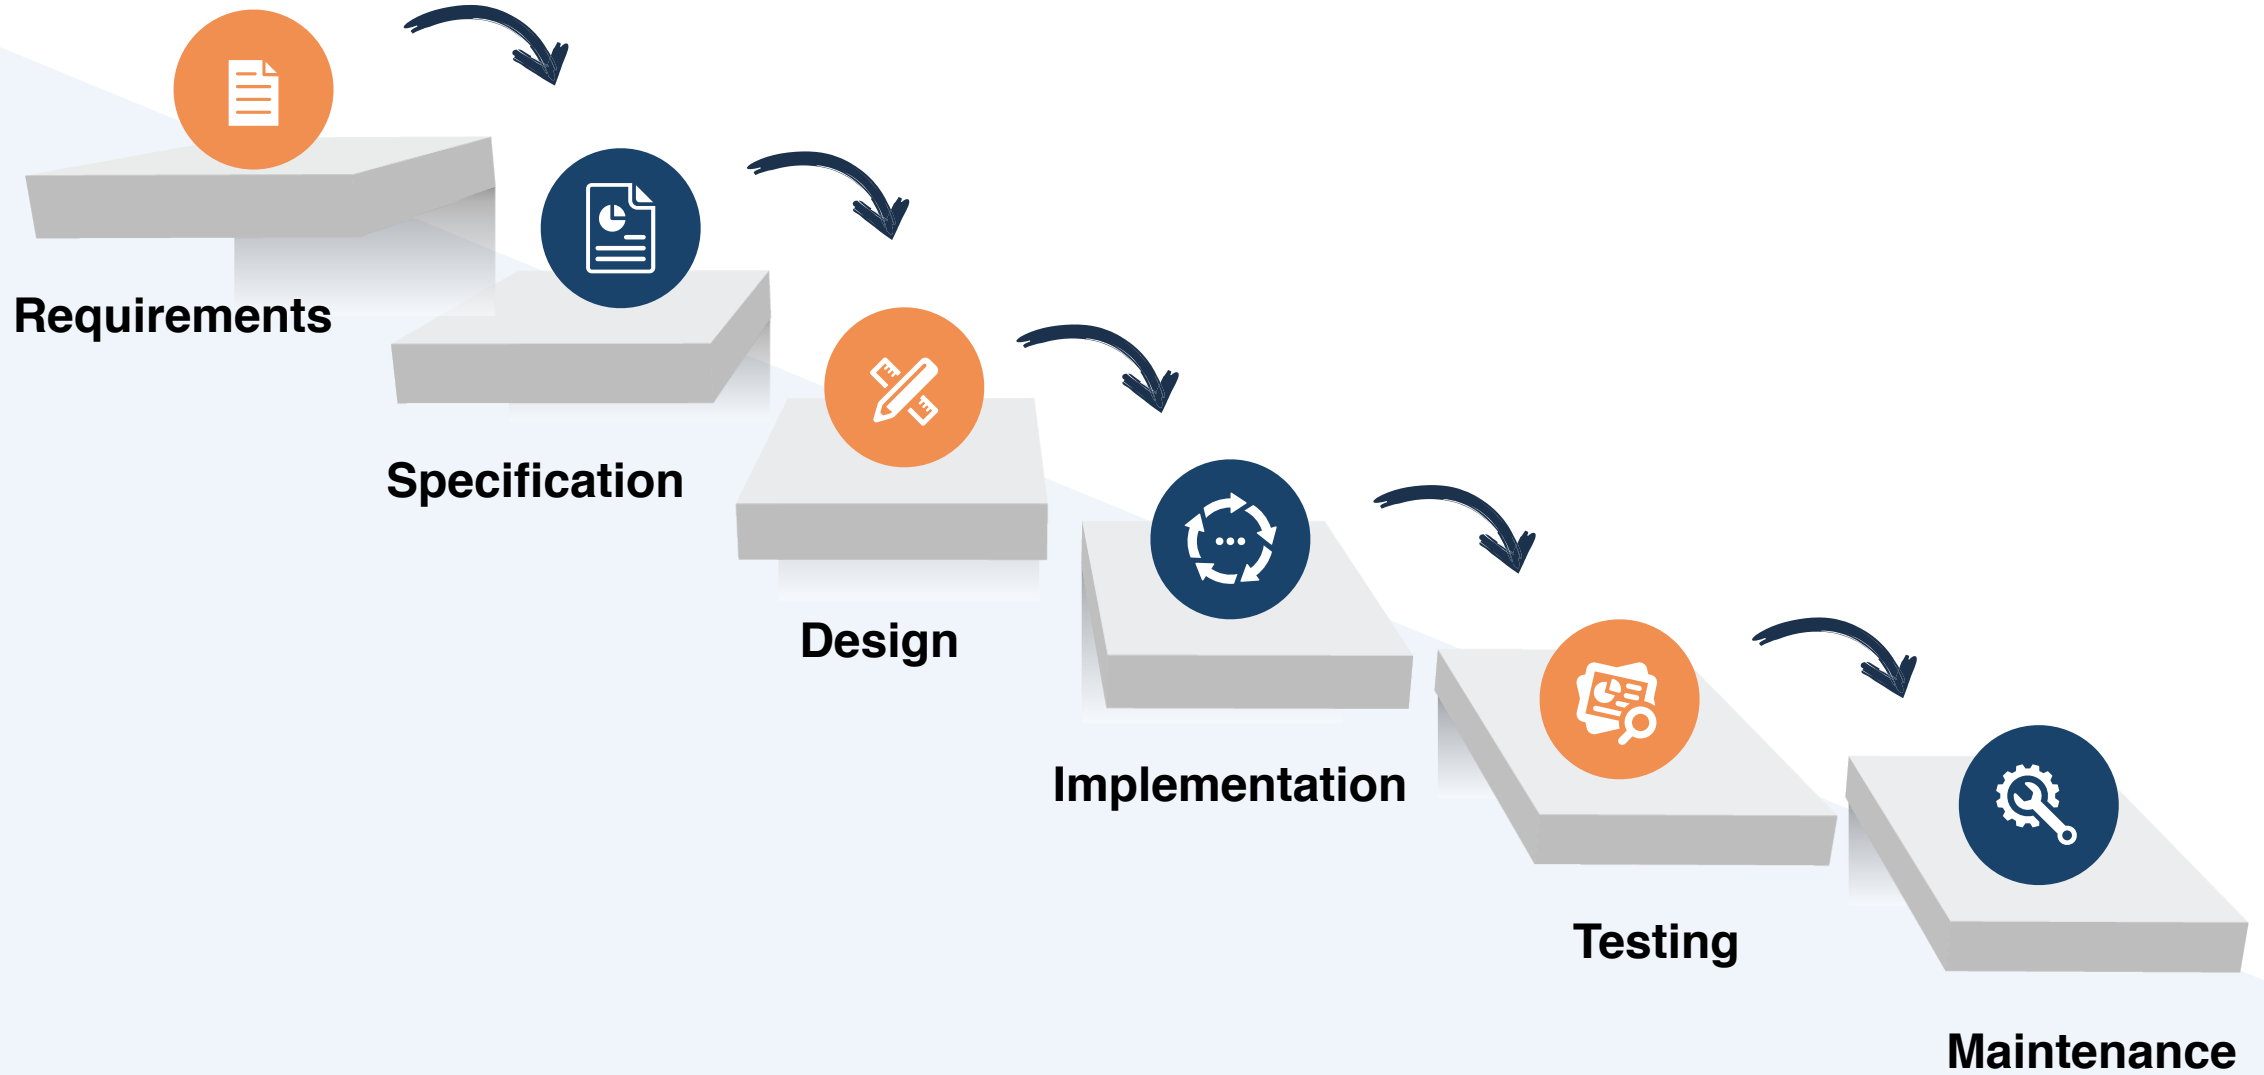 Requirements
Specification
Design
Implementation
Testing
Maintenance